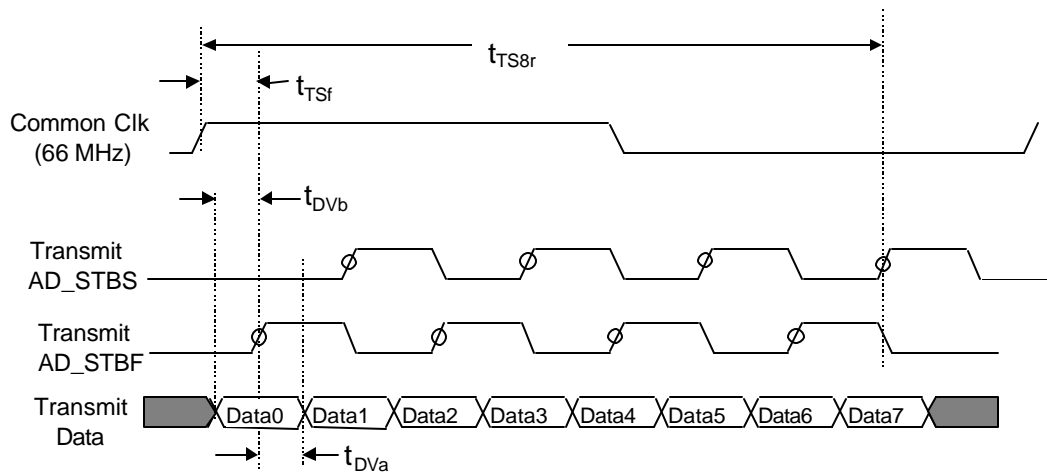 tTS8r
tTSf
Common Clk
(66 MHz)
tDVb
Transmit
AD_STBS
Transmit
AD_STBF
Transmit
Data
Data0 Data1 Data2 Data3 Data4 Data5 Data6 Data7
tDVa